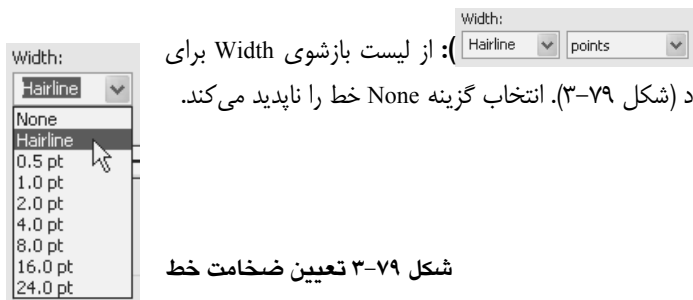 Width:
Hairline points
): از لیست بازشوی Width برای
د (شکل ۷۹-۳). انتخاب گزینه None خط را ناپدید می‌کند.
Width:
Hairline
None
Hairline
0.5 pt
1.0 pt
2.0 pt
4.0 pt
8.0 pt
16.0 pt
24.0 pt
شکل ۷۹-۳ تعیین ضخامت خط